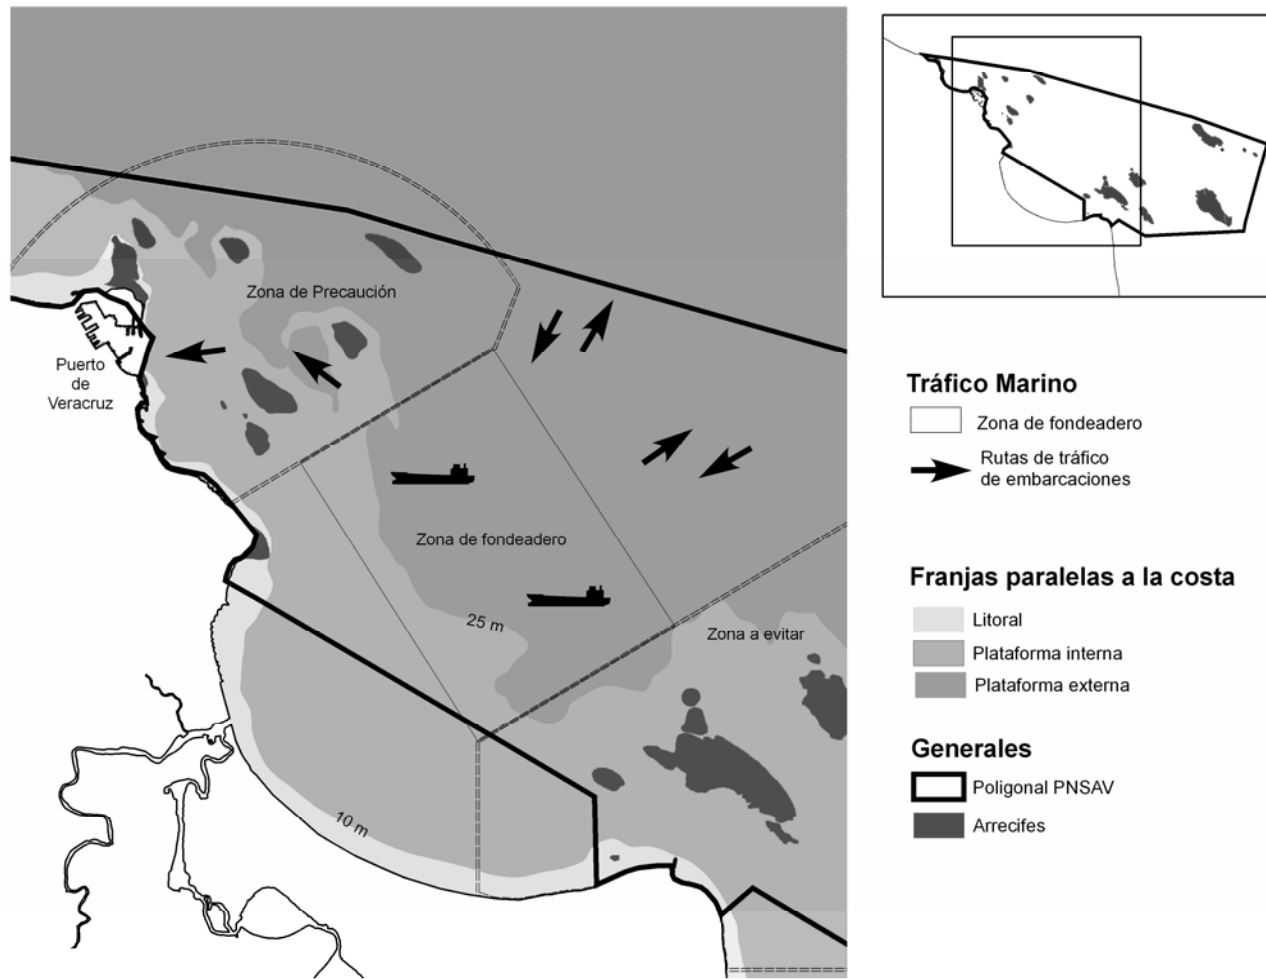 Zona de Precaución
Puerto
de
Veracruz
Zona de fondeadero
25 m
Zona a evitar
10 m
Tráfico Marino
Zona de fondeadero
Rutas de tráfico
de embarcaciones
Franjas paralelas a la costa
Litoral
Plataforma interna
Plataforma externa
Generales
Poligonal PNSAV
Arrecifes